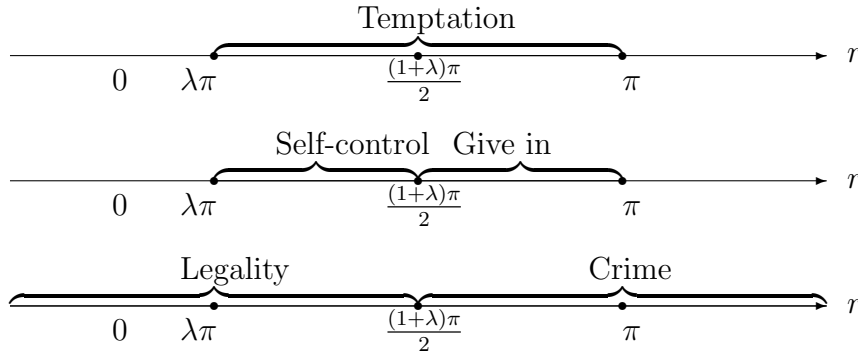 Temptation
0 λπ (1+λ)π/2 π r
Self-control Give in
0 λπ (1+λ)π/2 π r
Legality Crime
0 λπ (1+λ)π/2 π r